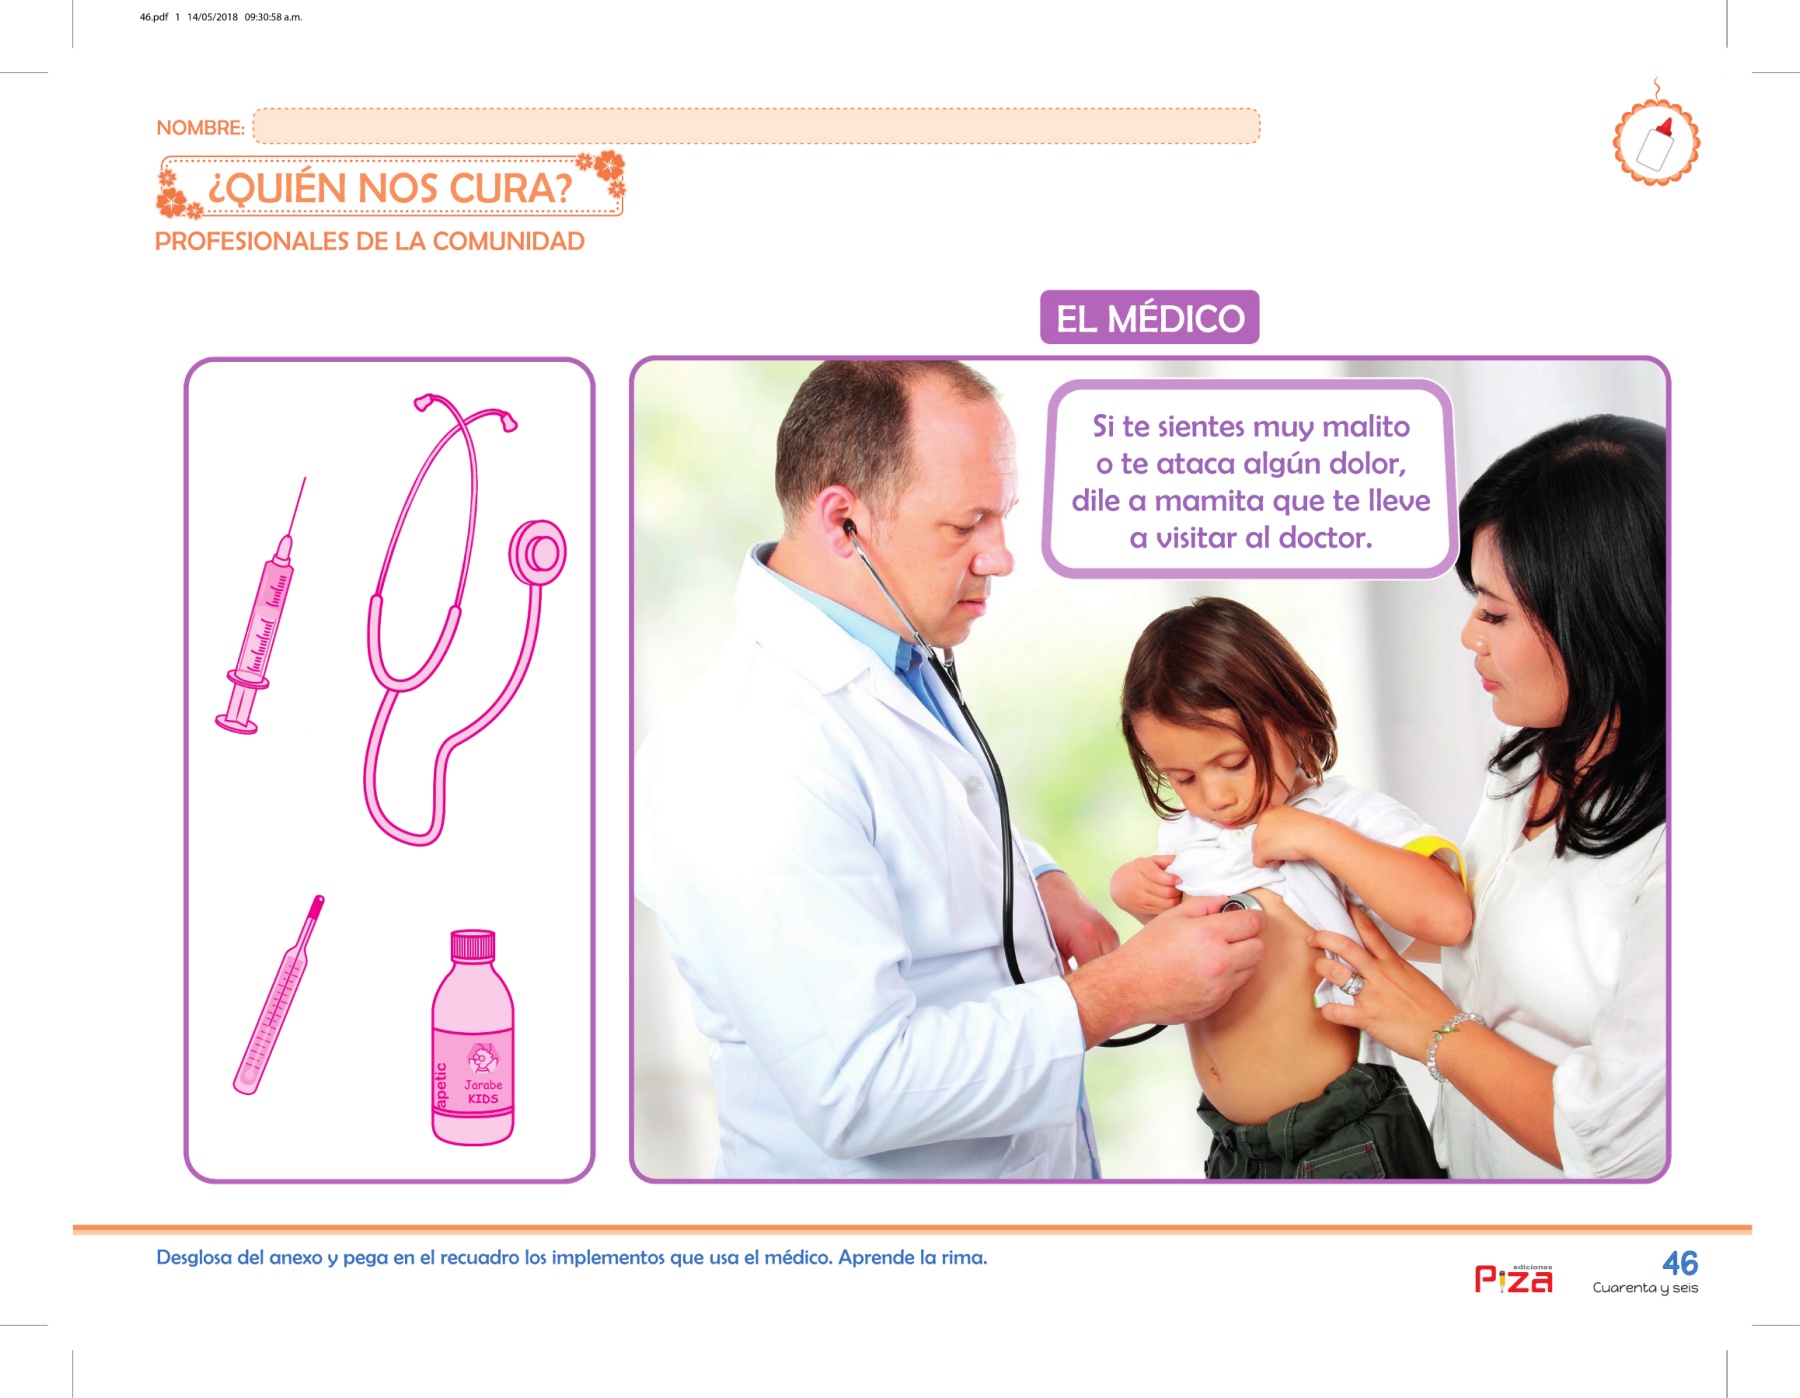 46.pdf 1 14/05/2018 09:30:58 a.m.
NOMBRE:
¿QUIÉN NOS CURA?
PROFESIONALES DE LA COMUNIDAD
EL MÉDICO
Si te sientes muy malito
o te ataca algún dolor,
dile a mamita que te lleve
a visitar al doctor.
apetic
Jarabe
KIDS
Desglosa del anexo y pega en el recuadro los implementos que usa el médico. Aprende la rima.
ediciones
Piza
46
Cuarenta y seis